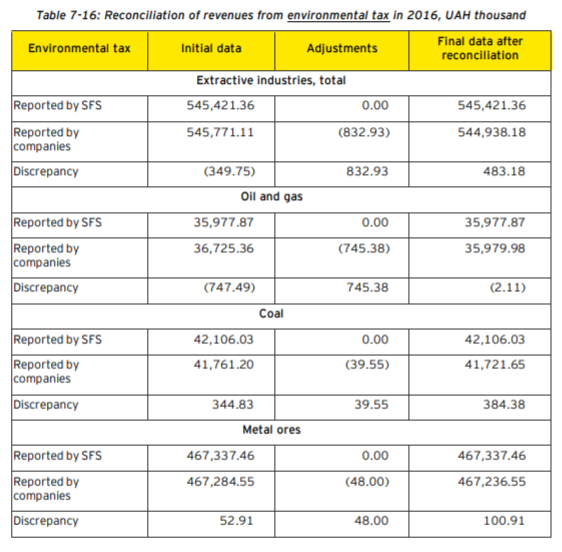 Table 7-16: Reconciliation of revenues from environmental tax in 2016, UAH thousand
Environmental tax Initial data Adjustments Final data after reconciliation
Extractive industries, total
Reported by SFS 545,421.36 0.00 545,421.36
Reported by companies 545,771.11 (832.93) 544,938.18
Discrepancy (349.75) 832.93 483.18
Oil and gas
Reported by SFS 35,977.87 0.00 35,977.87
Reported by companies 36,725.36 (745.38) 35,979.98
Discrepancy (747.49) 745.38 (2.11)
Coal
Reported by SFS 42,106.03 0.00 42,106.03
Reported by companies 41,761.20 (39.55) 41,721.65
Discrepancy 344.83 39.55 384.38
Metal ores
Reported by SFS 467,337.46 0.00 467,337.46
Reported by companies 467,284.55 (48.00) 467,236.55
Discrepancy 52.91 48.00 100.91